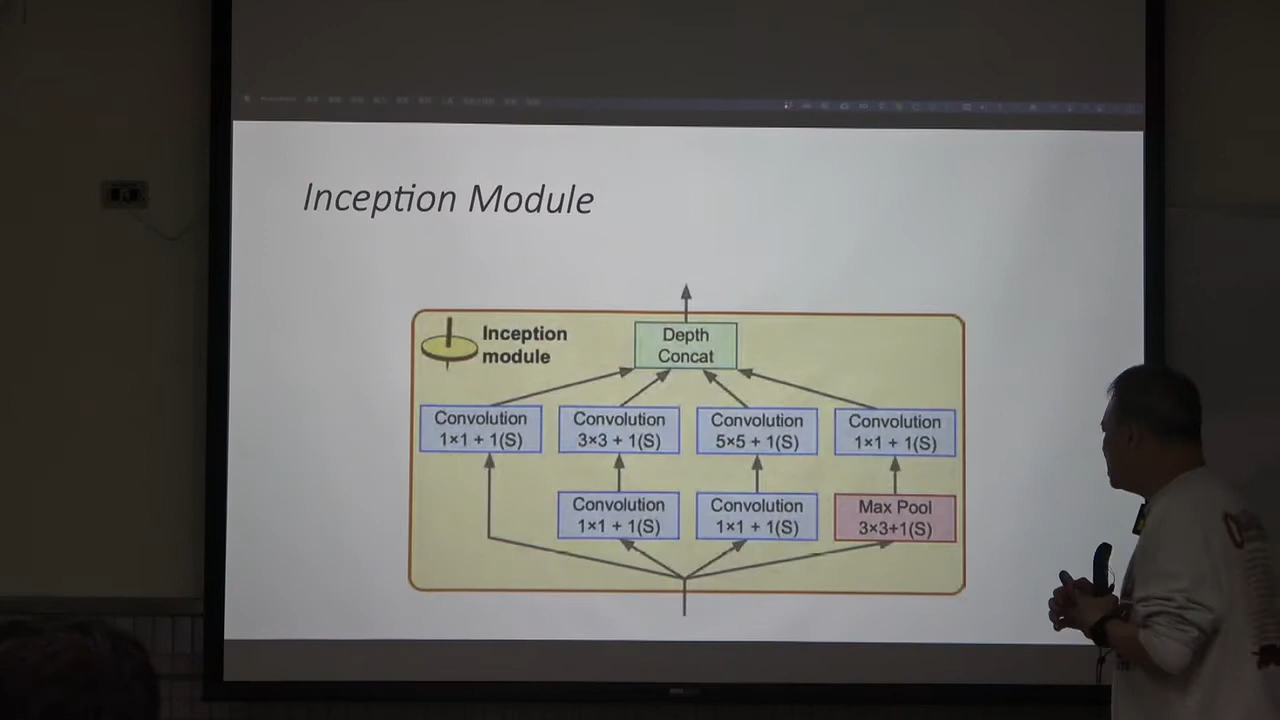 Inception Module
Inception
module
Depth
Concat
Convolution
1×1 + 1(S)
Convolution
3×3 + 1(S)
Convolution
5×5 + 1(S)
Convolution
1×1 + 1(S)
Convolution
1×1 + 1(S)
Convolution
1×1 + 1(S)
Max Pool
3×3+1(S)